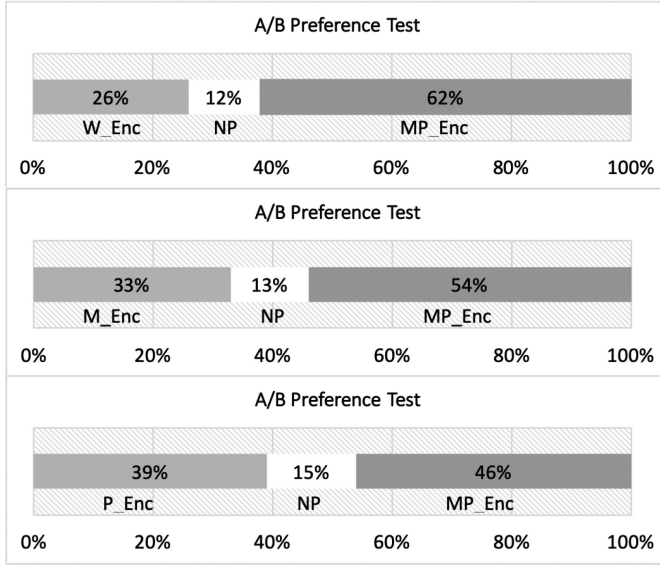 A/B Preference Test
26% 12% 62%
W_Enc NP MP_Enc
0% 20% 40% 60% 80% 100%
A/B Preference Test
33% 13% 54%
M_Enc NP MP_Enc
0% 20% 40% 60% 80% 100%
A/B Preference Test
39% 15% 46%
P_Enc NP MP_Enc
0% 20% 40% 60% 80% 100%